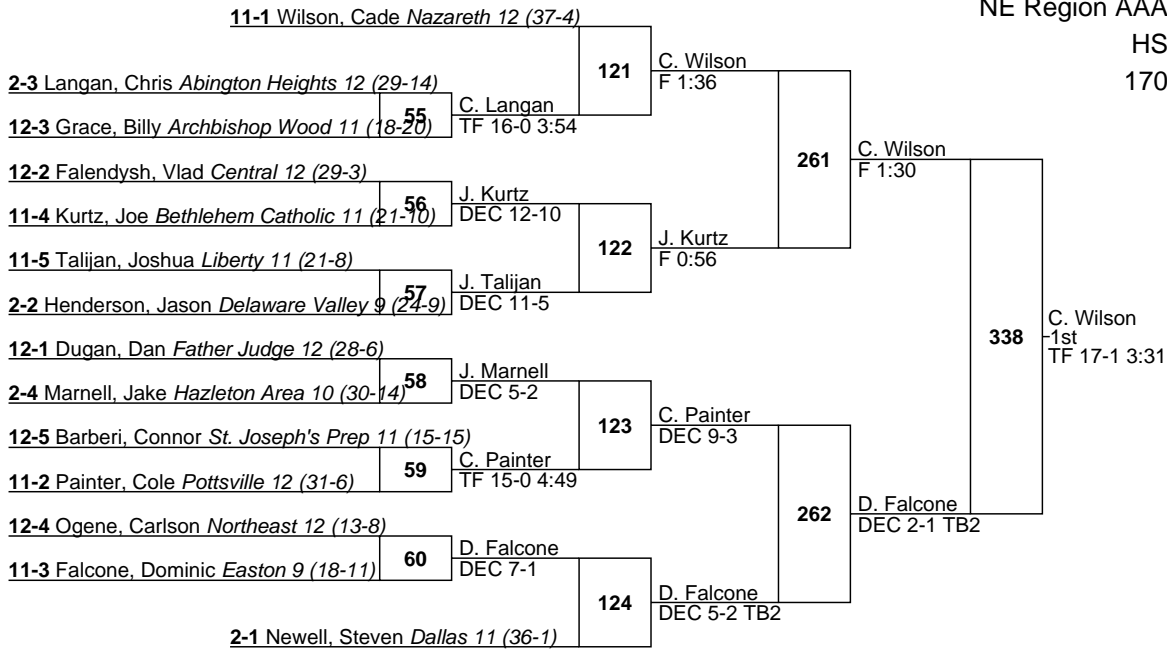 NE Region AAA
HS
170
11-1 Wilson, Cade Nazareth 12 (37-4)
121
C. Wilson
F 1:36
2-3 Langan, Chris Abington Heights 12 (29-14)
55
C. Langan
TF 16-0 3:54
12-3 Grace, Billy Archbishop Wood 11 (18-20)
261
C. Wilson
F 1:30
12-2 Falendysh, Vlad Central 12 (29-3)
56
J. Kurtz
DEC 12-10
11-4 Kurtz, Joe Bethlehem Catholic 11 (21-10)
122
J. Kurtz
F 0:56
11-5 Talijan, Joshua Liberty 11 (21-8)
57
J. Talijan
DEC 11-5
2-2 Henderson, Jason Delaware Valley 9 (24-9)
338
C. Wilson
1st
TF 17-1 3:31
12-1 Dugan, Dan Father Judge 12 (28-6)
58
J. Marnell
DEC 5-2
2-4 Marnell, Jake Hazleton Area 10 (30-14)
123
C. Painter
DEC 9-3
12-5 Barberi, Connor St. Joseph's Prep 11 (15-15)
59
C. Painter
TF 15-0 4:49
11-2 Painter, Cole Pottsville 12 (31-6)
262
D. Falcone
DEC 2-1 TB2
12-4 Ogene, Carlson Northeast 12 (13-8)
60
D. Falcone
DEC 7-1
11-3 Falcone, Dominic Easton 9 (18-11)
124
D. Falcone
DEC 5-2 TB2
2-1 Newell, Steven Dallas 11 (36-1)